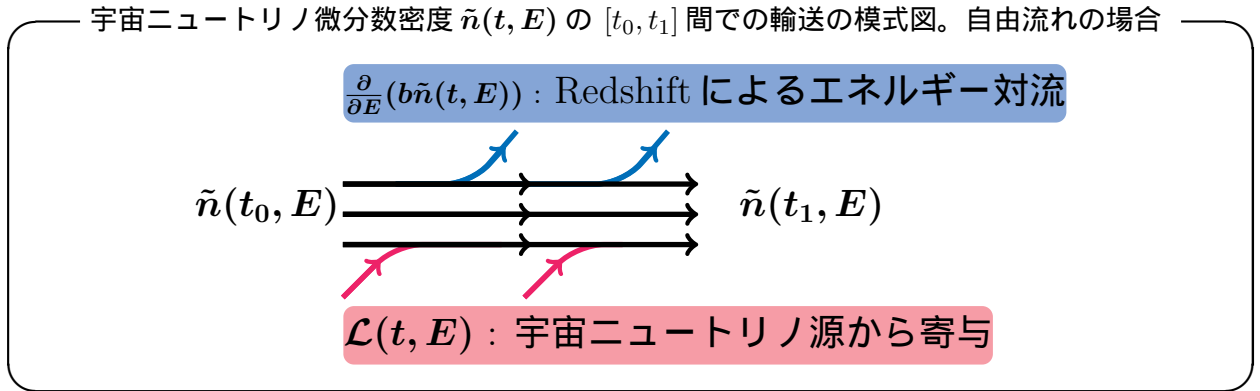 宇宙ニュートリノ微分数密度 ñ(t, E) の [t₀, t₁] 間での輸送の模式図。自由流れの場合
∂/∂E (bñ(t, E)) : Redshift によるエネルギー対流
ñ(t₀, E) ñ(t₁, E)
ℒ(t, E) : 宇宙ニュートリノ源から寄与